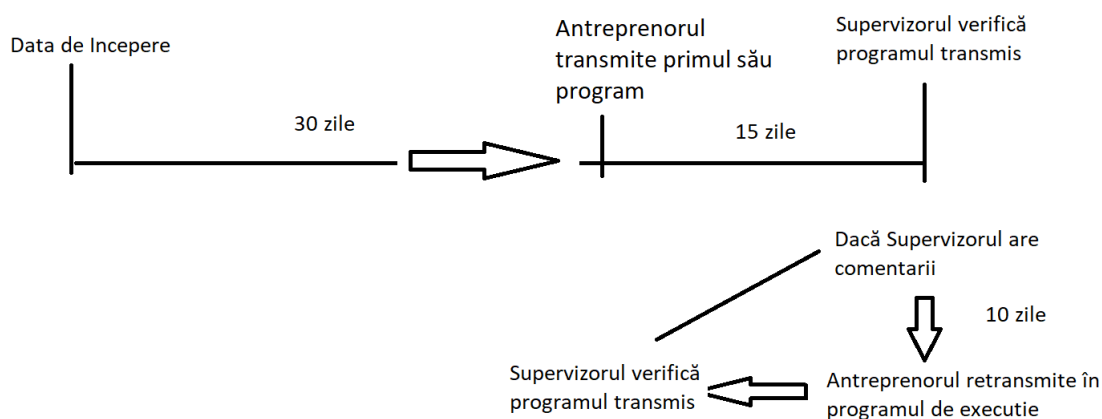 Data de Incepere
30 zile
Antreprenorul
transmite primul său
program
15 zile
Supervizorul verifică
programul transmis
Dacă Supervizorul are
comentarii
10 zile
Antreprenorul retransmite în
programul de executie
Supervizorul verifică
programul transmis